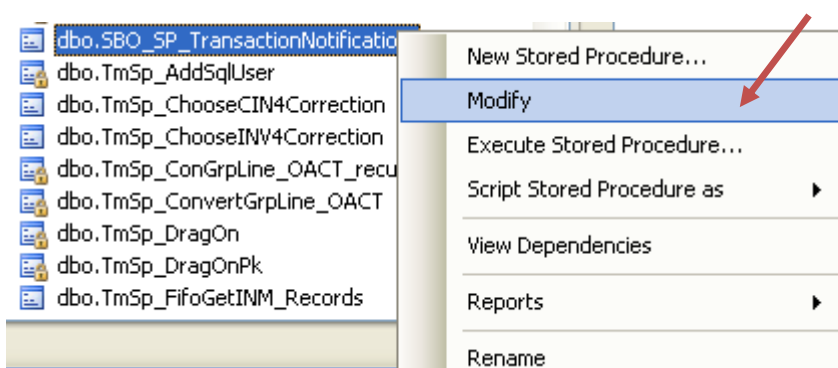 dbo.SBO_SP_TransactionNotificatio
dbo.TmSp_AddSqlUser
dbo.TmSp_ChooseCIN4Correction
dbo.TmSp_ChooseINV4Correction
dbo.TmSp_ConGrpLine_OACT_recu
dbo.TmSp_ConvertGrpLine_OACT
dbo.TmSp_DragOn
dbo.TmSp_DragOnPk
dbo.TmSp_FifoGetINM_Records
New Stored Procedure...
Modify
Execute Stored Procedure...
Script Stored Procedure as
View Dependencies
Reports
Rename